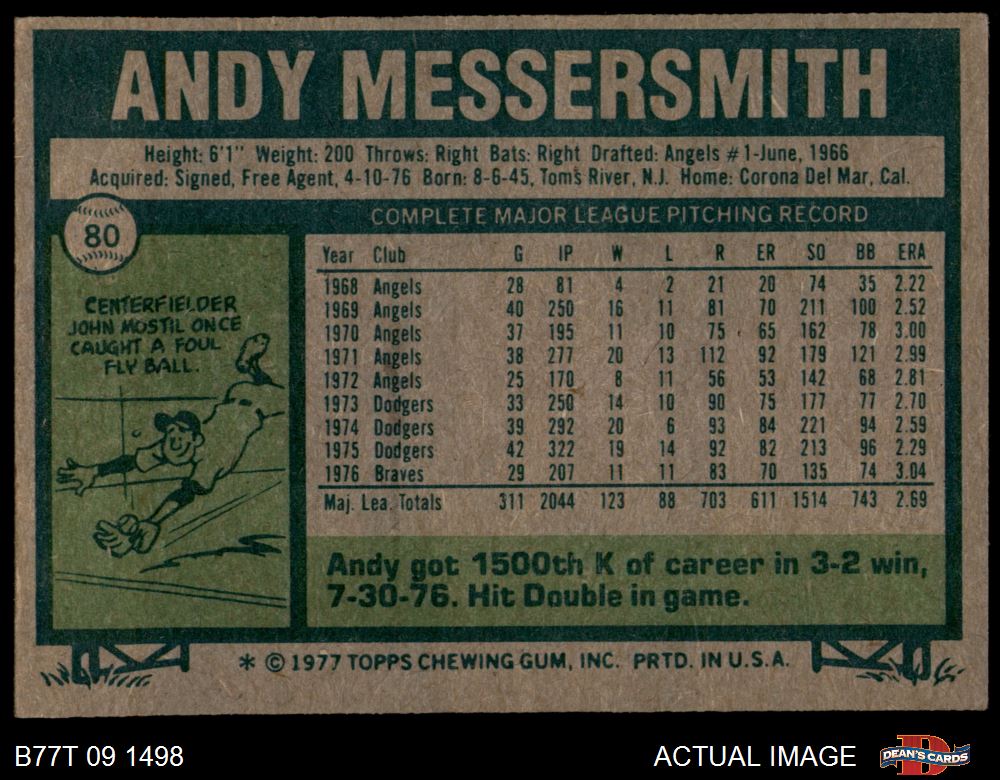 ANDY MESSERSMITH
Height: 6'1" Weight: 200 Throws: Right Bats: Right Drafted: Angels #1-June, 1966
Acquired: Signed, Free Agent, 4-10-76 Born: 8-6-45, Toms River, N.J. Home: Corona Del Mar, Cal.
80
COMPLETE MAJOR LEAGUE PITCHING RECORD
CENTERFIELDER
JOHN MOSTIL ONCE
CAUGHT A FOUL
FLY BALL.
Year Club G IP W L R ER SO BB ERA
1968 Angels 28 81 4 2 21 20 74 35 2.22
1969 Angels 40 250 16 11 81 70 211 100 2.52
1970 Angels 37 195 11 10 75 65 162 78 3.00
1971 Angels 38 277 20 13 112 92 179 121 2.99
1972 Angels 25 170 8 11 56 53 142 68 2.81
1973 Dodgers 33 250 14 10 90 75 177 77 2.70
1974 Dodgers 39 292 20 6 93 84 221 94 2.59
1975 Dodgers 42 322 19 14 92 82 213 96 2.29
1976 Braves 29 207 11 11 83 70 135 74 3.04
Maj. Lea. Totals 311 2044 123 88 703 611 1514 743 2.69
Andy got 1500th K of career in 3-2 win,
7-30-76. Hit Double in game.
* © 1977 TOPPS CHEWING GUM, INC. PRTD. IN U.S.A.
B77T 09 1498
ACTUAL IMAGE
D
DEAN'S CARDS